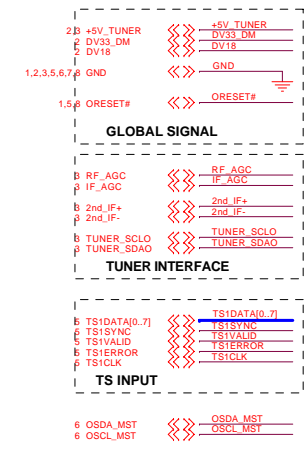 2,3 +5V_TUNER +5V_TUNER
2 DV33_DM DV33_DM
2 DV18 DV18
1,2,3,5,6,7,8 GND GND
1,5,8 ORESET# ORESET#
GLOBAL SIGNAL
3 RF_AGC RF_AGC
3 IF_AGC IF_AGC
3 2nd_IF+ 2nd_IF+
3 2nd_IF- 2nd_IF-
3 TUNER_SCLO TUNER_SCLO
3 TUNER_SDAO TUNER_SDAO
TUNER INTERFACE
5 TS1DATA[0..7] TS1DATA[0..7]
5 TS1SYNC TS1SYNC
5 TS1VALID TS1VALID
5 TS1ERROR TS1ERROR
5 TS1CLK TS1CLK
TS INPUT
6 OSDA_MST OSDA_MST
6 OSCL_MST OSCL_MST